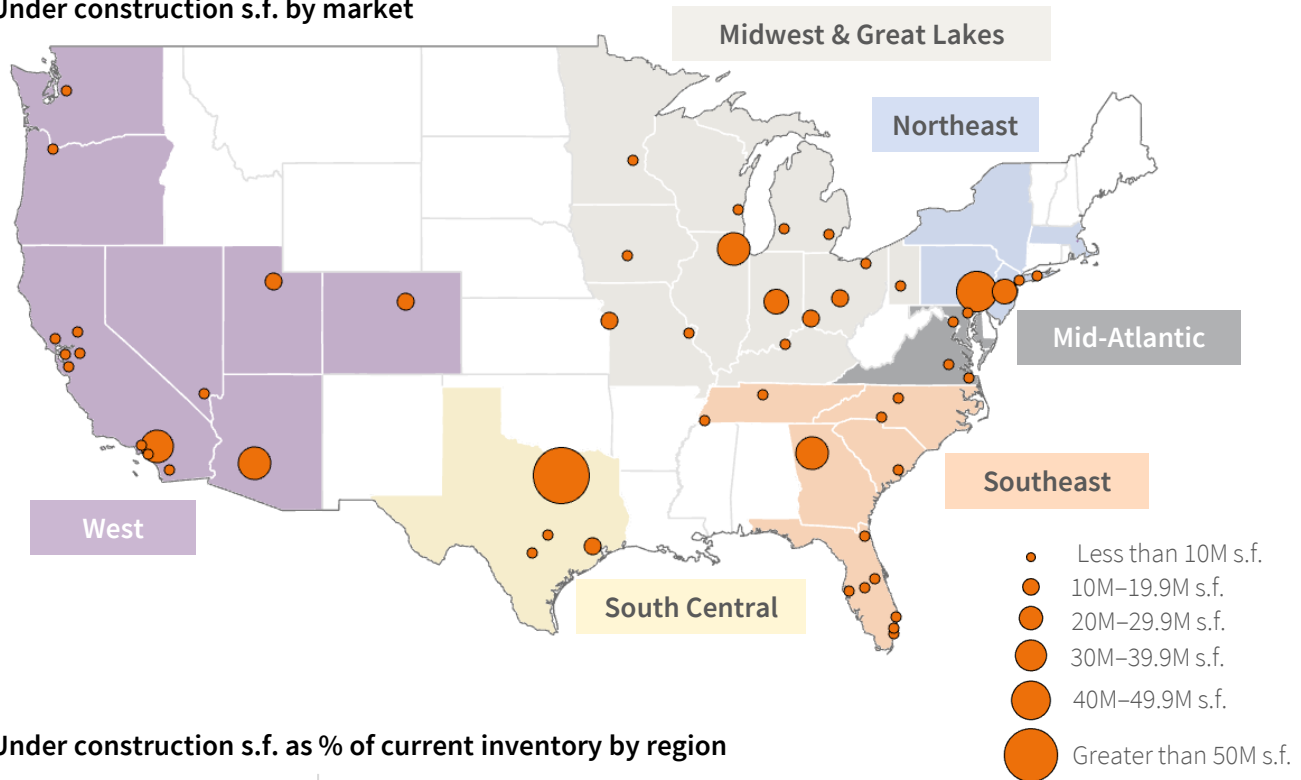 Under construction s.f. by market
Midwest & Great Lakes
Northeast
Mid-Atlantic
Southeast
West
South Central
Less than 10M s.f.
10M–19.9M s.f.
20M–29.9M s.f.
30M–39.9M s.f.
40M–49.9M s.f.
Greater than 50M s.f.
Under construction s.f. as % of current inventory by region